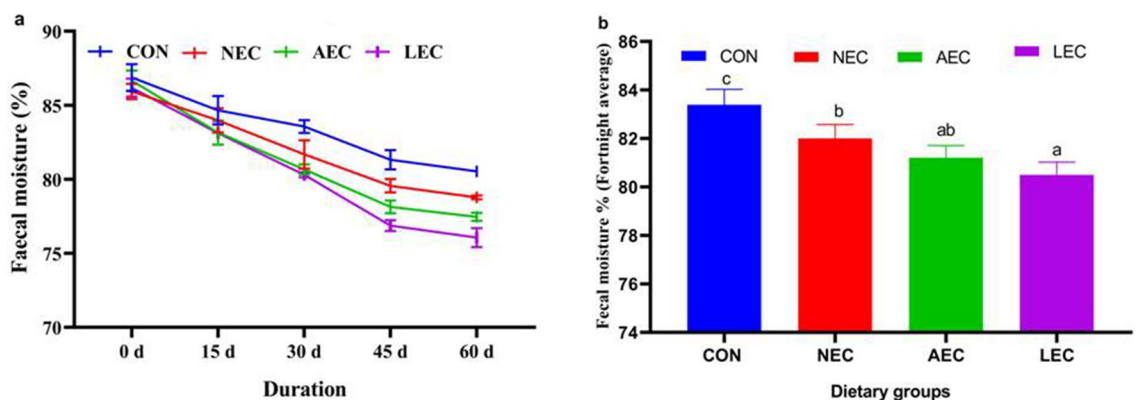 a
90
85
80
75
70
Faecal moisture (%)
CON NEC AEC LEC
0 d 15 d 30 d 45 d 60 d
Duration
b
86
84
82
80
78
76
74
Fecal moisture % (Fortnight average)
CON NEC AEC LEC
c
b
ab
a
CON NEC AEC LEC
Dietary groups